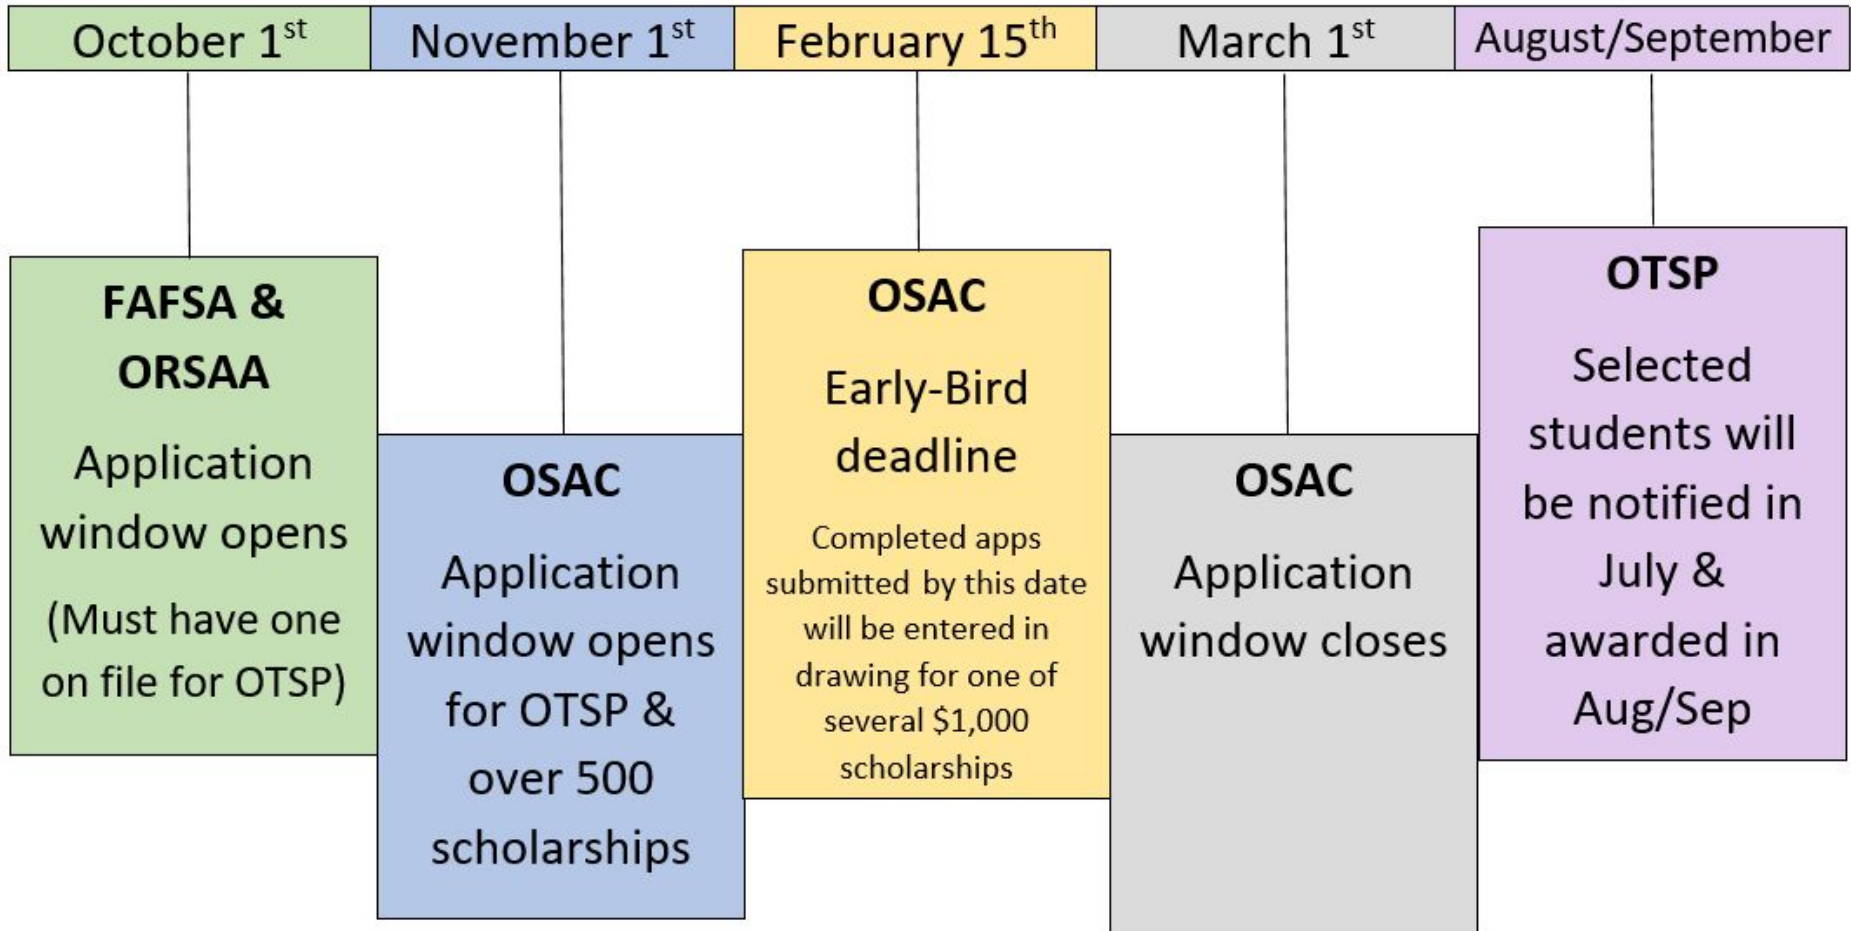 October 1st
November 1st
February 15th
March 1st
August/September
FAFSA &
ORSAA
Application
window opens
(Must have one
on file for OTSP)
OSAC
Application
window opens
for OTSP &
over 500
scholarships
OSAC
Early-Bird
deadline
Completed apps
submitted by this date
will be entered in
drawing for one of
several $1,000
scholarships
OSAC
Application
window closes
OTSP
Selected
students will
be notified in
July &
awarded in
Aug/Sep